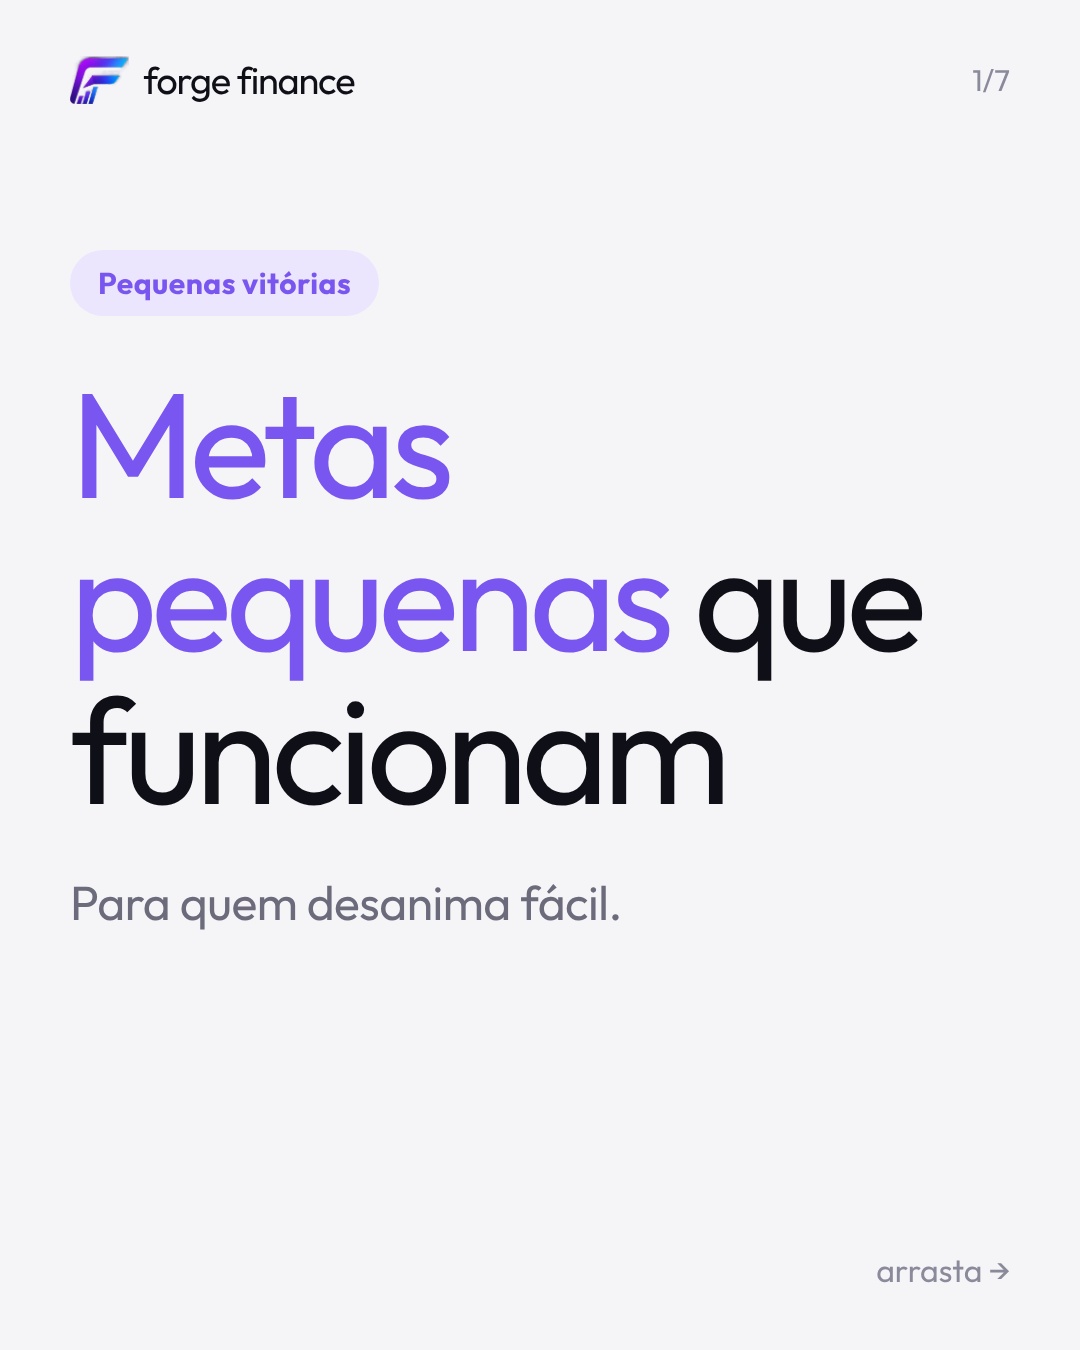 forge finance
1/7
Pequenas vitórias
Metas
pequenas que
funcionam
Para quem desanima fácil.
arrasta →